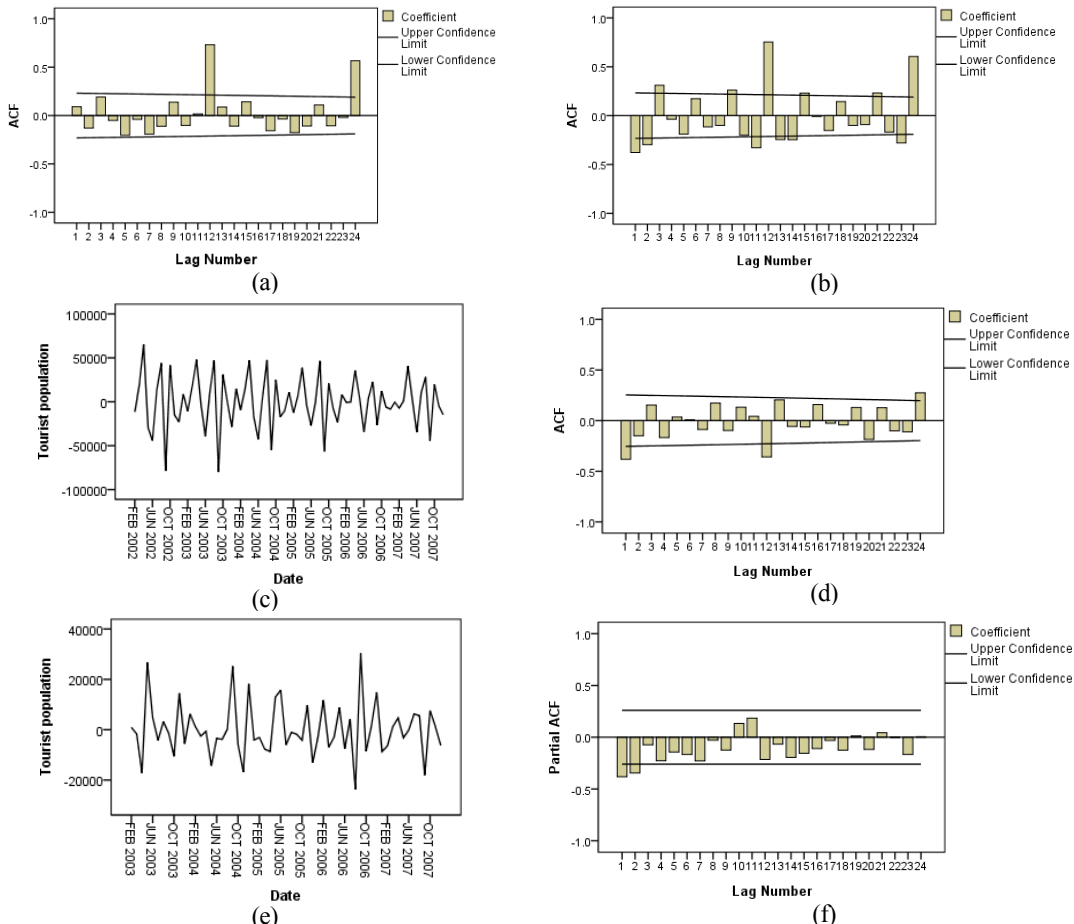 1.0
0.5
0.0
-0.5
-1.0
ACF
1 2 3 4 5 6 7 8 9 10 11 12 13 14 15 16 17 18 19 20 21 22 23 24
Lag Number
Coefficient
Upper Confidence
Limit
Lower Confidence
Limit
(a)
1.0
0.5
0.0
-0.5
-1.0
ACF
1 2 3 4 5 6 7 8 9 10 11 12 13 14 15 16 17 18 19 20 21 22 23 24
Lag Number
Coefficient
Upper Confidence
Limit
Lower Confidence
Limit
(b)
100000
50000
0
-50000
-100000
Tourist population
FEB 2002
JUN 2002
OCT 2002
FEB 2003
JUN 2003
OCT 2003
FEB 2004
JUN 2004
OCT 2004
FEB 2005
JUN 2005
OCT 2005
FEB 2006
JUN 2006
OCT 2006
FEB 2007
JUN 2007
OCT 2007
Date
(c)
1.0
0.5
0.0
-0.5
-1.0
ACF
1 2 3 4 5 6 7 8 9 10 11 12 13 14 15 16 17 18 19 20 21 22 23 24
Lag Number
Coefficient
Upper Confidence
Limit
Lower Confidence
Limit
(d)
40000
20000
0
-20000
Tourist population
FEB 2003
JUN 2003
OCT 2003
FEB 2004
JUN 2004
OCT 2004
FEB 2005
JUN 2005
OCT 2005
FEB 2006
JUN 2006
OCT 2006
FEB 2007
JUN 2007
OCT 2007
Date
(e)
1.0
0.5
0.0
-0.5
-1.0
Partial ACF
1 2 3 4 5 6 7 8 9 10 11 12 13 14 15 16 17 18 19 20 21 22 23 24
Lag Number
Coefficient
Upper Confidence
Limit
Lower Confidence
Limit
(f)